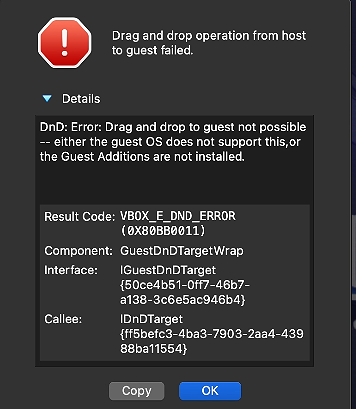 Drag and drop operation from host
to guest failed.
Details
DnD: Error: Drag and drop to guest not possible
-- either the guest OS does not support this,or
the Guest Additions are not installed.
Result Code: VBOX_E_DND_ERROR
(0X80BB0011)
Component: GuestDnDTargetWrap
Interface: IGuestDnDTarget
{50ce4b51-0ff7-46b7-
a138-3c6e5ac946b4}
Callee: IDnDTarget
{ff5befc3-4ba3-7903-2aa4-439
88ba11554}
Copy OK